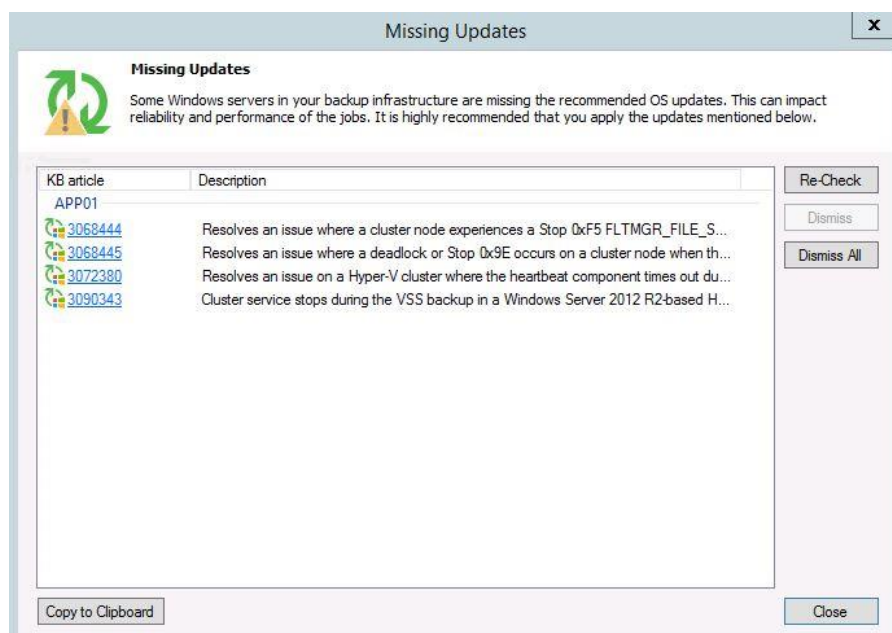 Missing Updates
x
Missing Updates
Some Windows servers in your backup infrastructure are missing the recommended OS updates. This can impact
reliability and performance of the jobs. It is highly recommended that you apply the updates mentioned below.
KB article Description
APP01
3068444 Resolves an issue where a cluster node experiences a Stop 0xF5 FLTMGR_FILE_S...
3068445 Resolves an issue where a deadlock or Stop 0x9E occurs on a cluster node when th...
3072380 Resolves an issue on a Hyper-V cluster where the heartbeat component times out du...
3090343 Cluster service stops during the VSS backup in a Windows Server 2012 R2-based H...
Re-Check
Dismiss
Dismiss All
Copy to Clipboard
Close